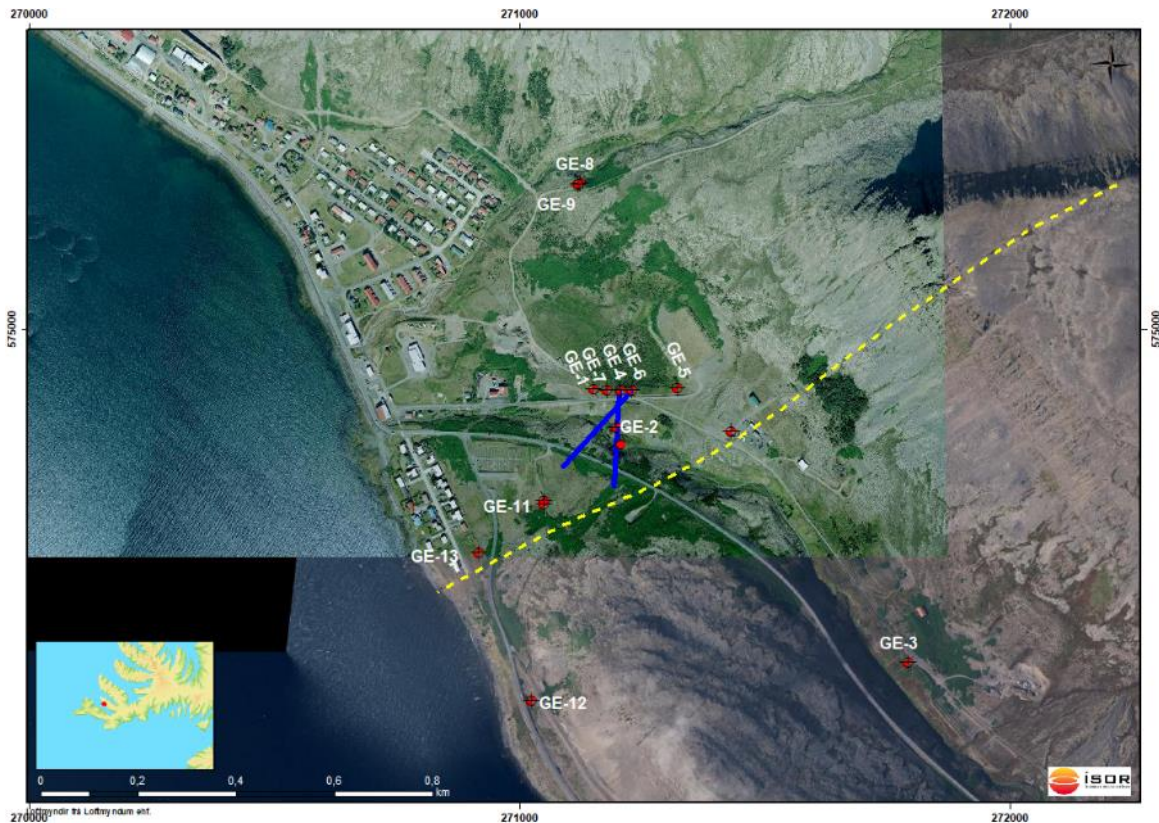 270000
271000
272000
GE-8
GE-9
575000
575000
GE-1
GE-7
GE-4
GE-6
GE-5
GE-2
GE-11
GE-13
GE-3
GE-12
0
0,2
0,4
0,6
0,8
km
ÍSOR
Loftmyndir frá Loftmyndum ehf.
270000
271000
272000